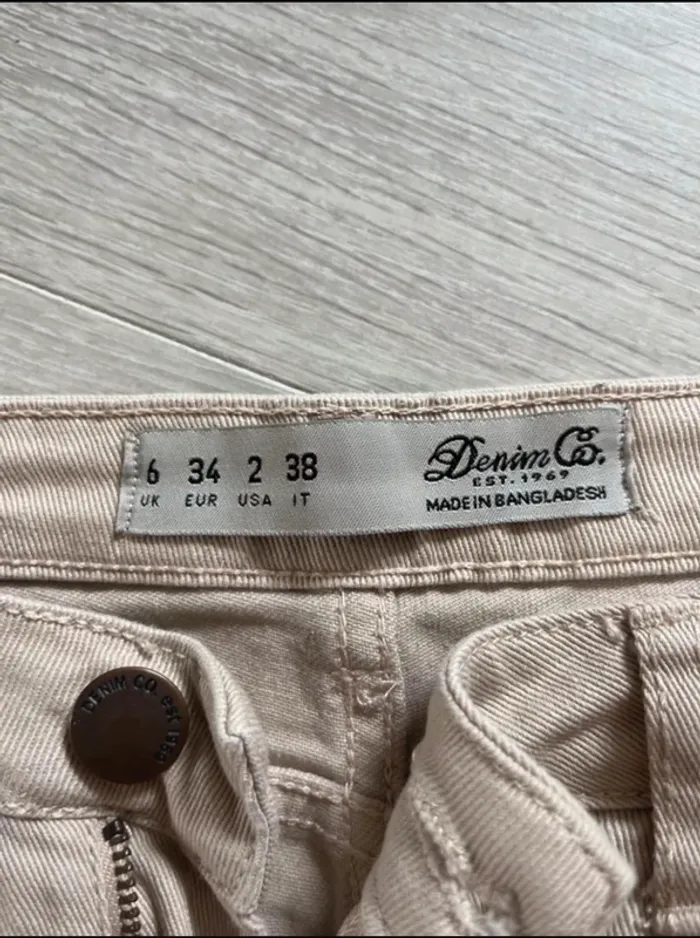 6 34 2 38
UK EUR USA IT
Denim Co.
EST. 1969
MADE IN BANGLADESH
DENIM CO. est 1969